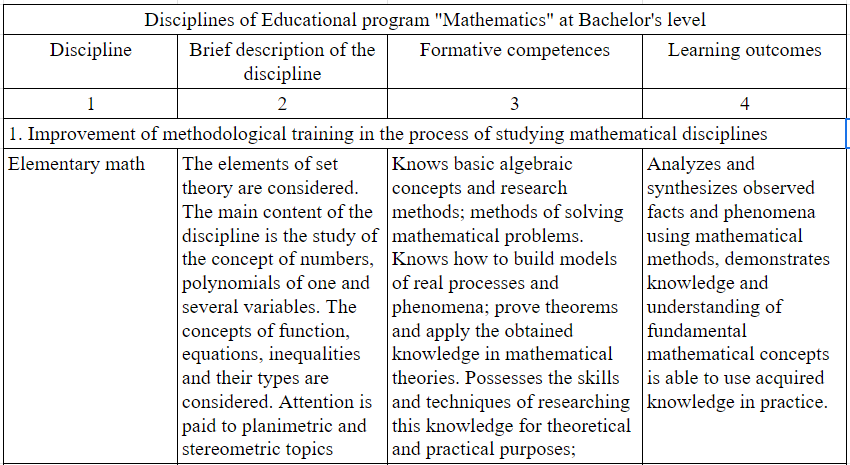 Disciplines of Educational program "Mathematics" at Bachelor's level
Discipline
Brief description of the
discipline
Formative competences
Learning outcomes
1
2
3
4
1. Improvement of methodological training in the process of studying mathematical disciplines
Elementary math
The elements of set
theory are considered.
The main content of the
discipline is the study of
the concept of numbers,
polynomials of one and
several variables. The
concepts of function,
equations, inequalities
and their types are
considered. Attention is
paid to planimetric and
stereometric topics
Knows basic algebraic
concepts and research
methods; methods of solving
mathematical problems.
Knows how to build models
of real processes and
phenomena; prove theorems
and apply the obtained
knowledge in mathematical
theories. Possesses the skills
and techniques of researching
this knowledge for theoretical
and practical purposes;
Analyzes and
synthesizes observed
facts and phenomena
using mathematical
methods, demonstrates
knowledge and
understanding of
fundamental
mathematical concepts
is able to use acquired
knowledge in practice.